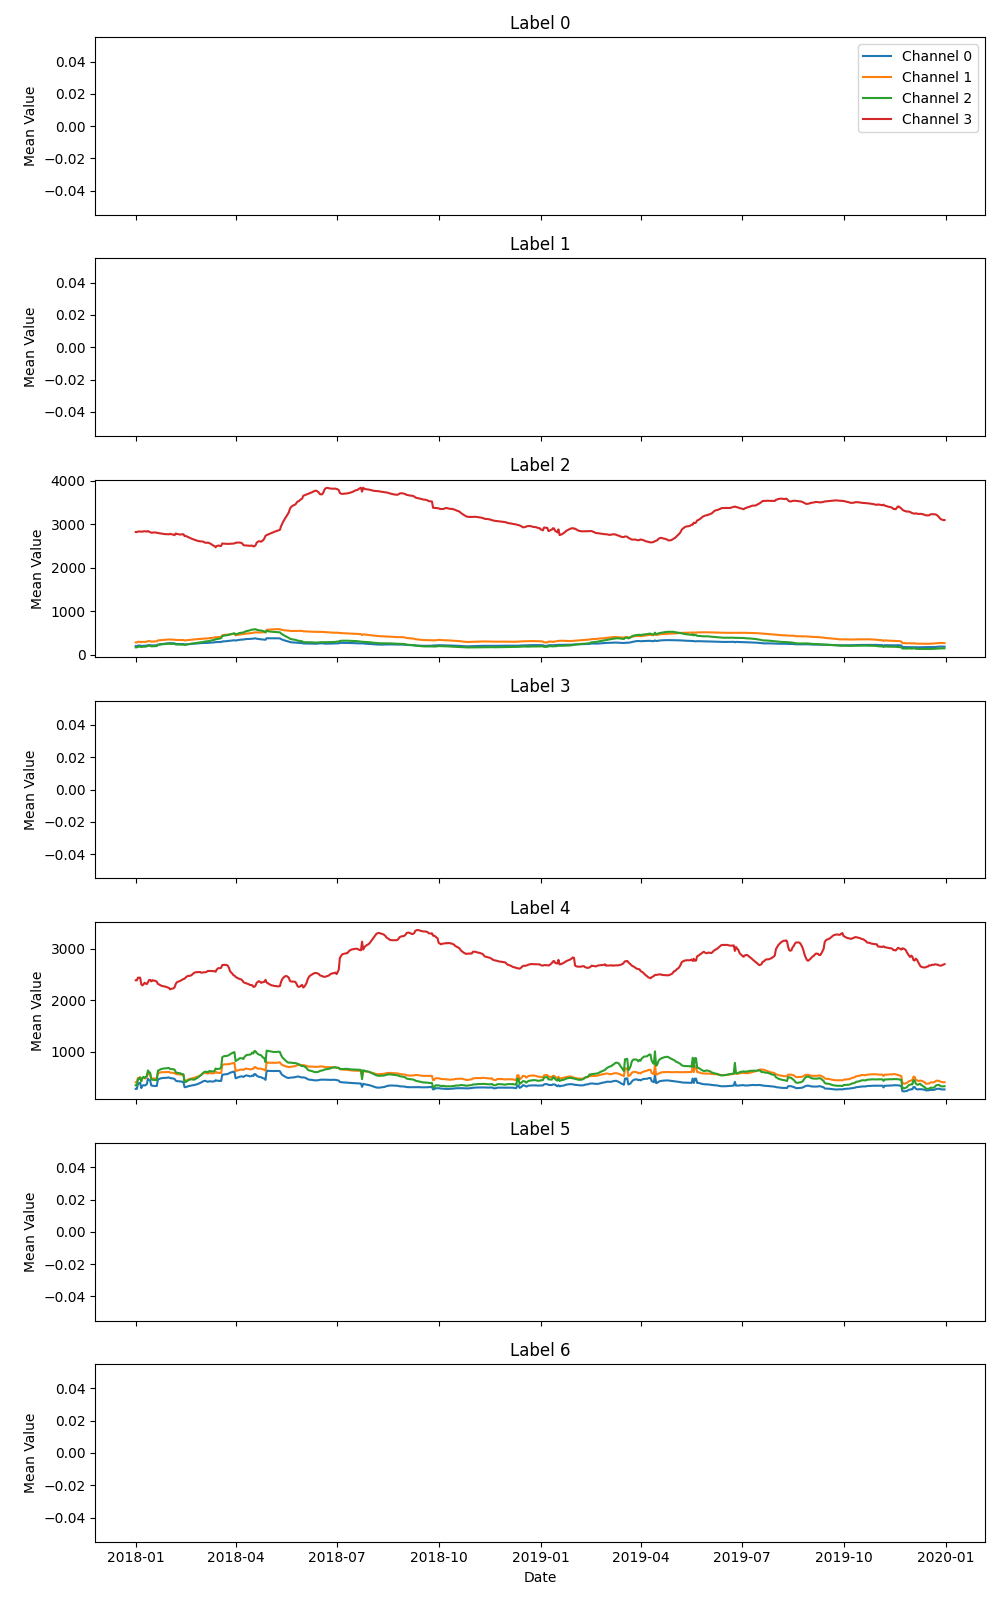 Label 0
Mean Value
0.04
0.02
0.00
−0.02
−0.04
Channel 0
Channel 1
Channel 2
Channel 3
Label 1
Mean Value
0.04
0.02
0.00
−0.02
−0.04
Label 2
Mean Value
4000
3000
2000
1000
0
Label 3
Mean Value
0.04
0.02
0.00
−0.02
−0.04
Label 4
Mean Value
3000
2000
1000
Label 5
Mean Value
0.04
0.02
0.00
−0.02
−0.04
Label 6
Mean Value
0.04
0.02
0.00
−0.02
−0.04
2018-01 2018-04 2018-07 2018-10 2019-01 2019-04 2019-07 2019-10 2020-01
Date